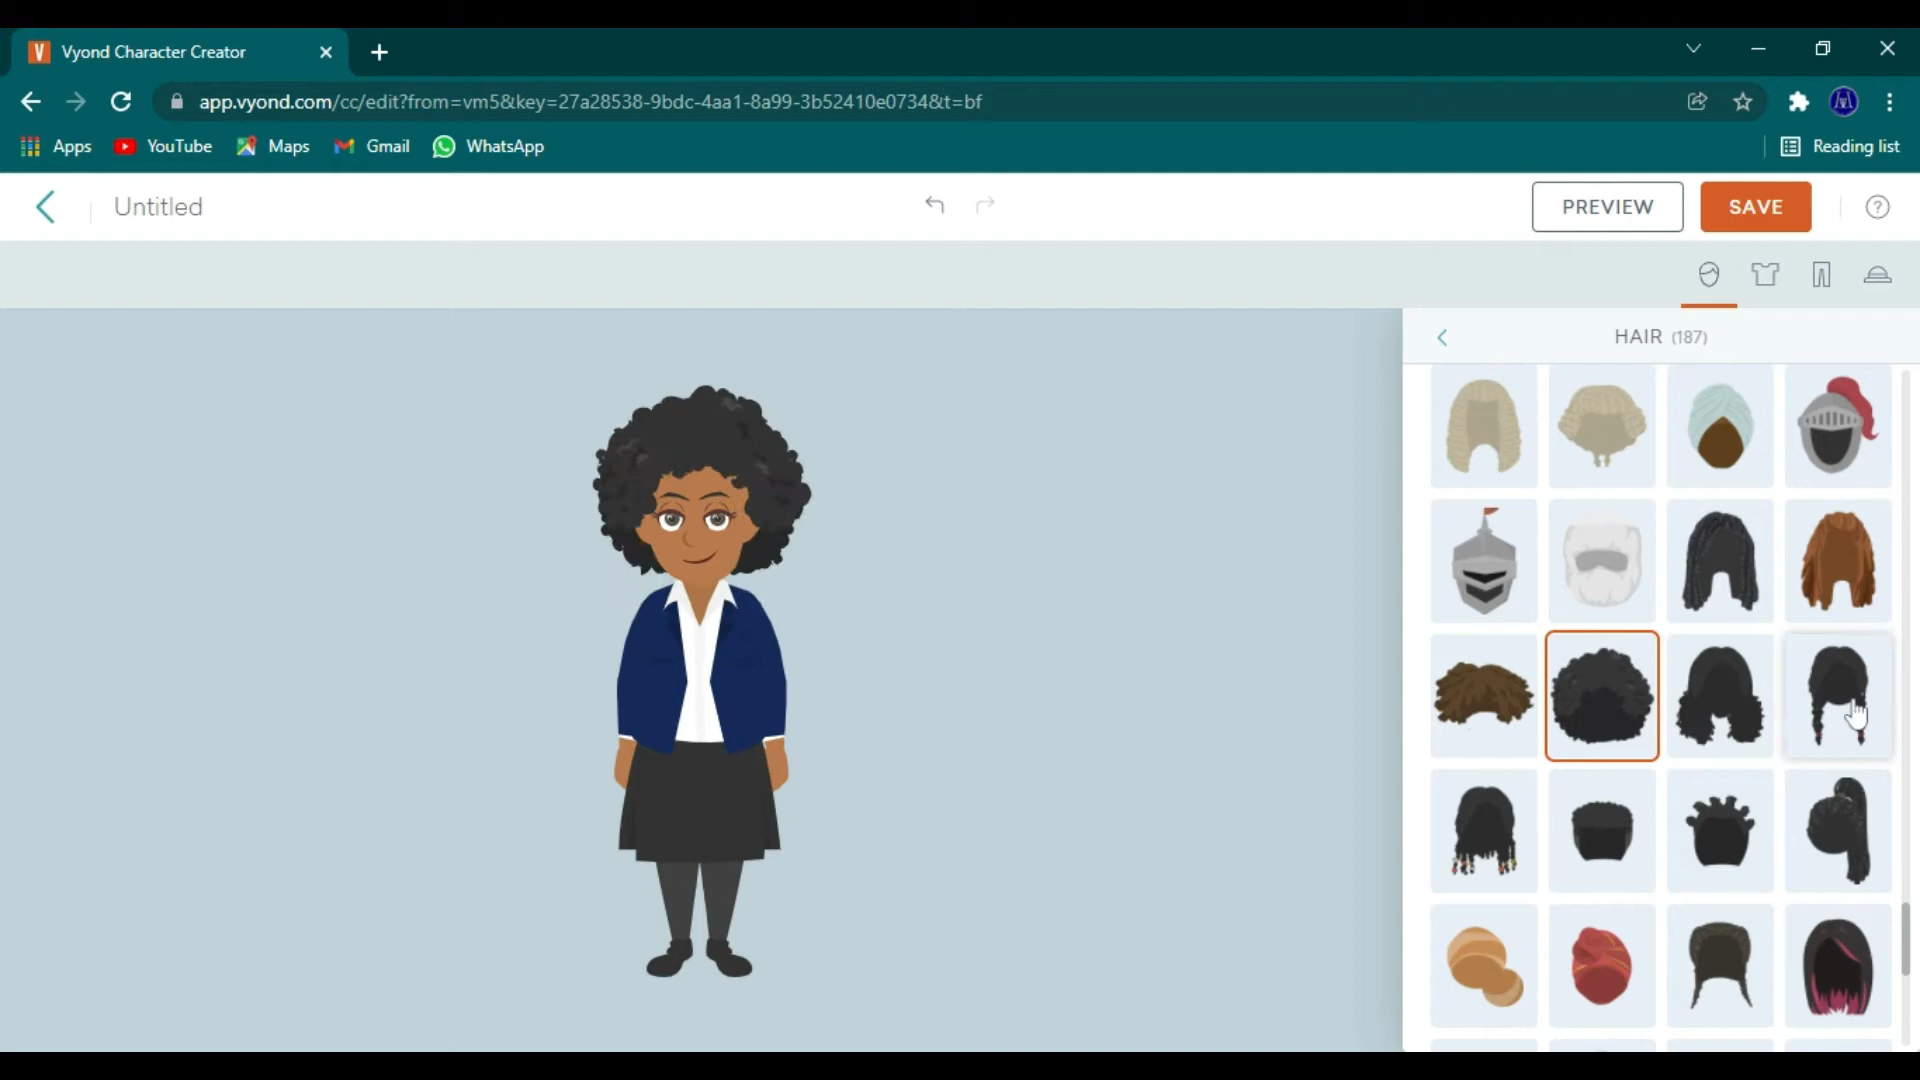 Vyond Character Creator
app.vyond.com/cc/edit?from=vm5&key=27a28538-9bdc-4aa1-8a99-3b52410e0734&t=bf
Apps YouTube Maps Gmail WhatsApp Reading list
Untitled PREVIEW SAVE
HAIR (187)